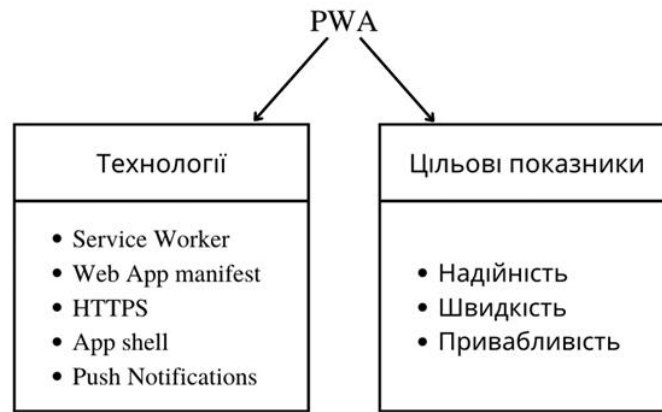 PWA
Технології
• Service Worker
• Web App manifest
• HTTPS
• App shell
• Push Notifications
Цільові показники
• Надійність
• Швидкість
• Привабливість